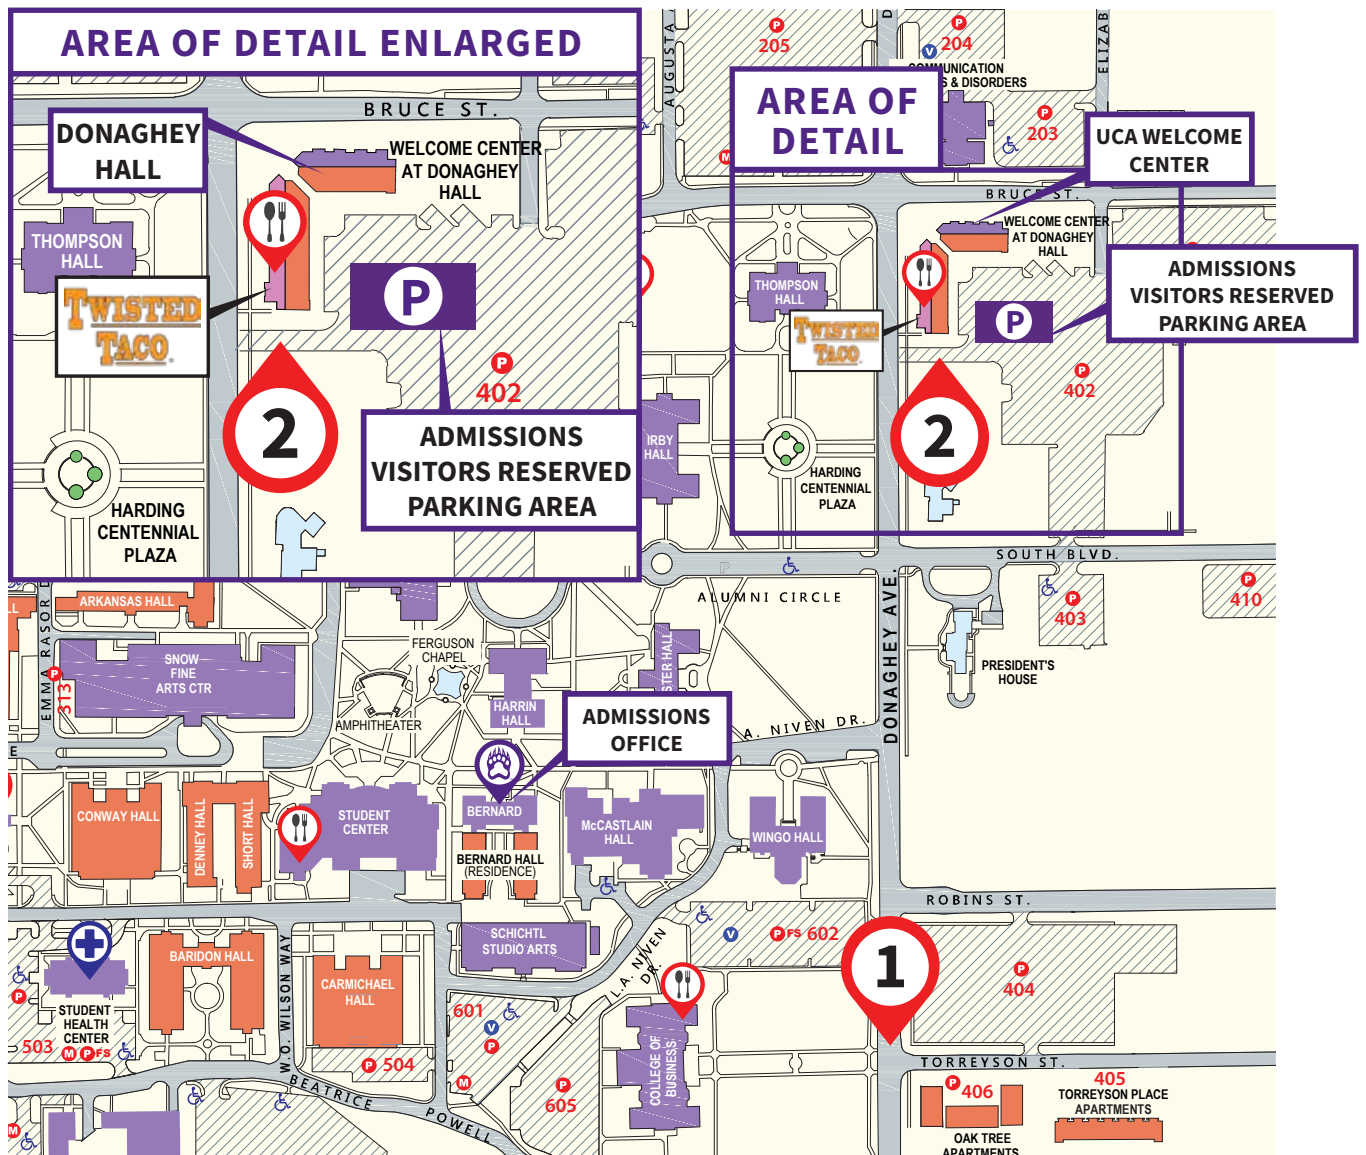 AREA OF DETAIL ENLARGED
BRUCE ST.
DONAGHEY
HALL
WELCOME CENTER
AT DONAGHEY
HALL
THOMPSON
HALL
TWISTED
TACO
P
P
402
2
ADMISSIONS
VISITORS RESERVED
PARKING AREA
HARDING
CENTENNIAL
PLAZA
AUGUSTA
P
205
D
P
204
V
COMMUNICATION
& DISORDERS
ELIZAB
P
203
M
AREA OF
DETAIL
UCA WELCOME
CENTER
BRUCE ST.
WELCOME CENTER
AT DONAGHEY
HALL
ADMISSIONS
VISITORS RESERVED
PARKING AREA
THOMPSON
HALL
TWISTED
TACO
P
P
402
2
IRBY
HALL
HARDING
CENTENNIAL
PLAZA
SOUTH BLVD.
P
ALUMNI CIRCLE
DONAGHEY AVE.
P
403
P
410
PRESIDENT'S
HOUSE
ARKANSAS HALL
EMMA RASOR
P
313
SNOW
FINE
ARTS CTR
FERGUSON
CHAPEL
AMPHITHEATER
HARRIN
HALL
STER HALL
ADMISSIONS
OFFICE
A. NIVEN DR.
E
CONWAY HALL
DENNEY HALL
SHORT HALL
STUDENT
CENTER
BERNARD
BERNARD HALL
(RESIDENCE)
McCASTLAIN
HALL
WINGO HALL
ROBINS ST.
SCHICHTL
STUDIO ARTS
L.A. NIVEN
DR.
V
P FS 602
1
P
404
BARIDON HALL
W.O. WILSON WAY
CARMICHAEL
HALL
STUDENT
HEALTH
CENTER
P
503
M P FS
P 504
601
V
P
M
P
605
COLLEGE OF
BUSINESS
TORREYSON ST.
P
406
405
TORREYSON PLACE
APARTMENTS
OAK TREE
APARTMENTS
BEATRICE
POWELL
M